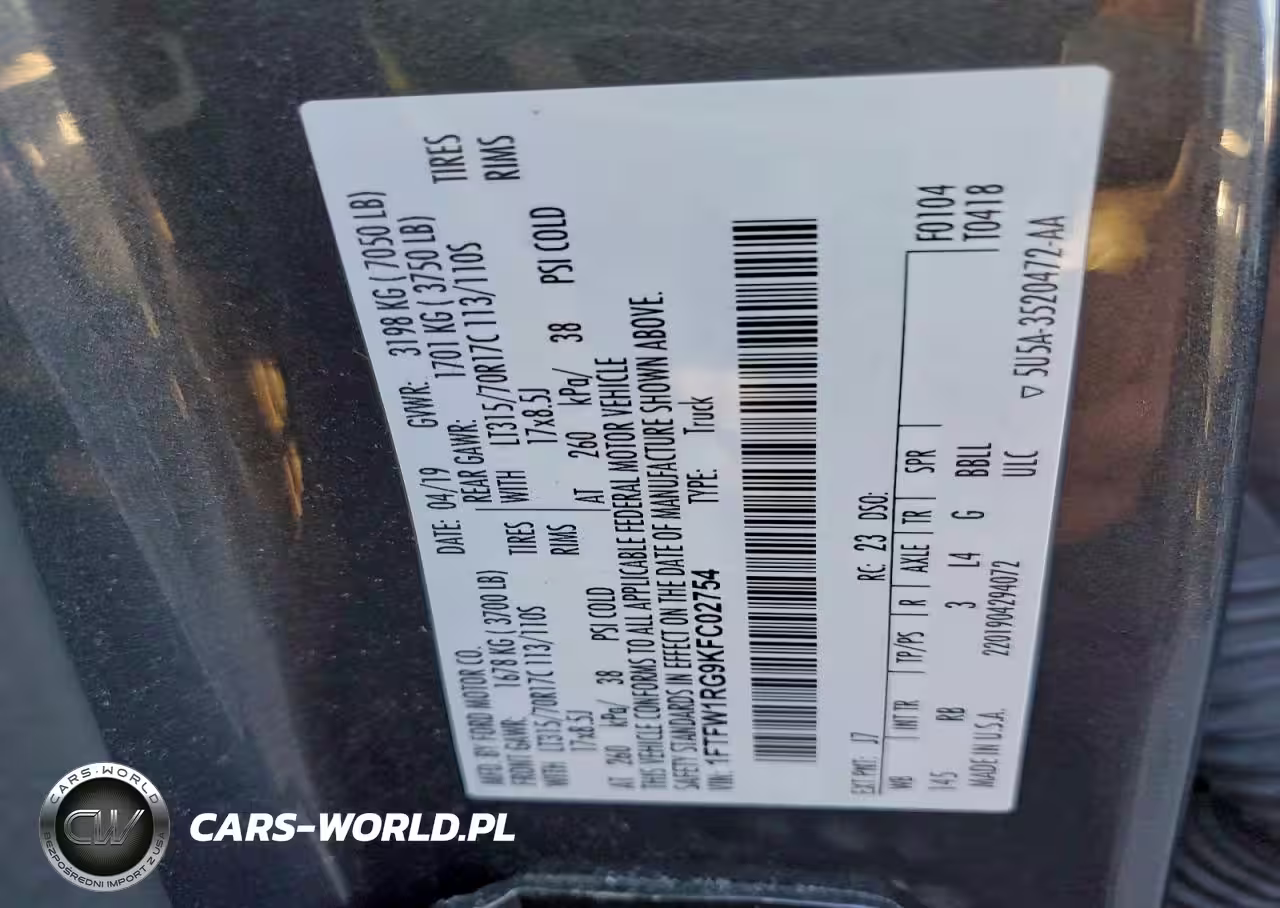 MFD. BY FORD MOTOR CO.
DATE: 04/19 GVWR: 3198 KG ( 7050 LB)
FRONT GAWR: 1678 KG ( 3700 LB)
REAR GAWR: 1701 KG ( 3750 LB)
WITH LT315/70R17C 113/110S TIRES
WITH LT315/70R17C 113/110S TIRES
17x8.5J RIMS
17x8.5J RIMS
AT 260 kPa/ 38 PSI COLD
AT 260 kPa/ 38 PSI COLD
THIS VEHICLE CONFORMS TO ALL APPLICABLE FEDERAL MOTOR VEHICLE
SAFETY STANDARDS IN EFFECT ON THE DATE OF MANUFACTURE SHOWN ABOVE.
VIN: 1FTFW1RG9KFC02754 TYPE: Truck
EXT PNT: J7 RC: 23 DSO:
WB INT TR TP/PS R AXLE TR SPR F0104
145 RB 3 L4 G BBLL T0418
MADE IN U.S.A. 2201904294072 ULC
▽ 5U5A-3520472-AA
CARS-WORLD
CW
BEZPOŚREDNI IMPORT Z USA
CARS-WORLD.PL